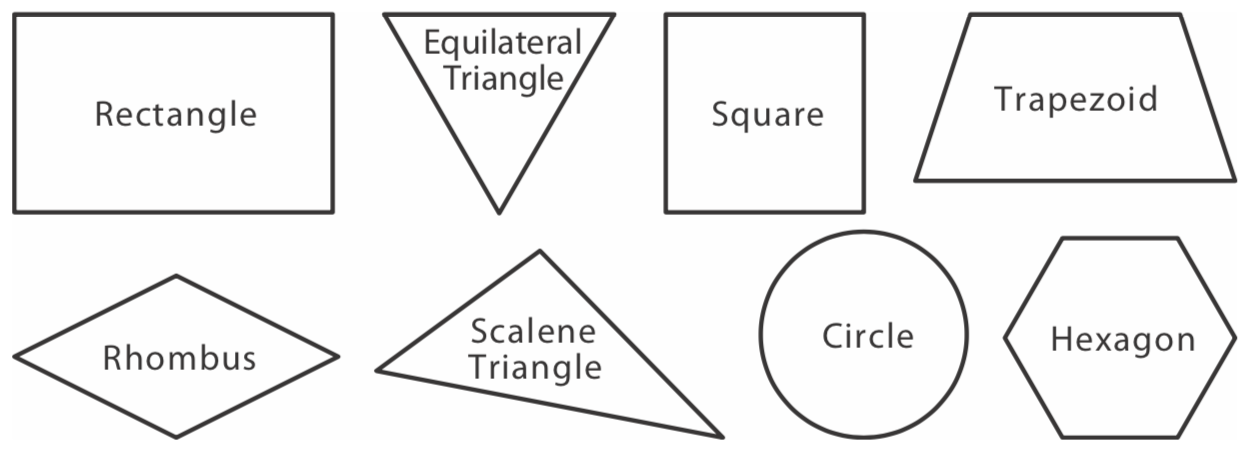 Rectangle
Equilateral
Triangle
Square
Trapezoid
Rhombus
Scalene
Triangle
Circle
Hexagon